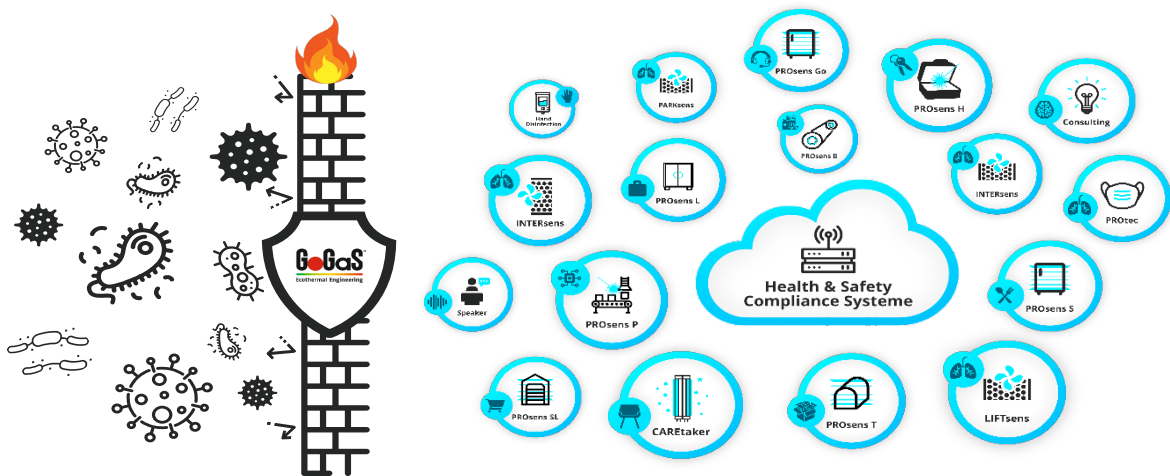 GoGaS
Ecothermal Engineering
PROsens Go
PARKsens
PROsens H
Hand
Disinfection
Consulting
PROsens B
INTERsens
PROsens L
INTERsens
PROtec
Health & Safety
Compliance Systeme
Speaker
PROsens P
PROsens S
PROsens SL
CAREtaker
PROsens T
LIFTsens